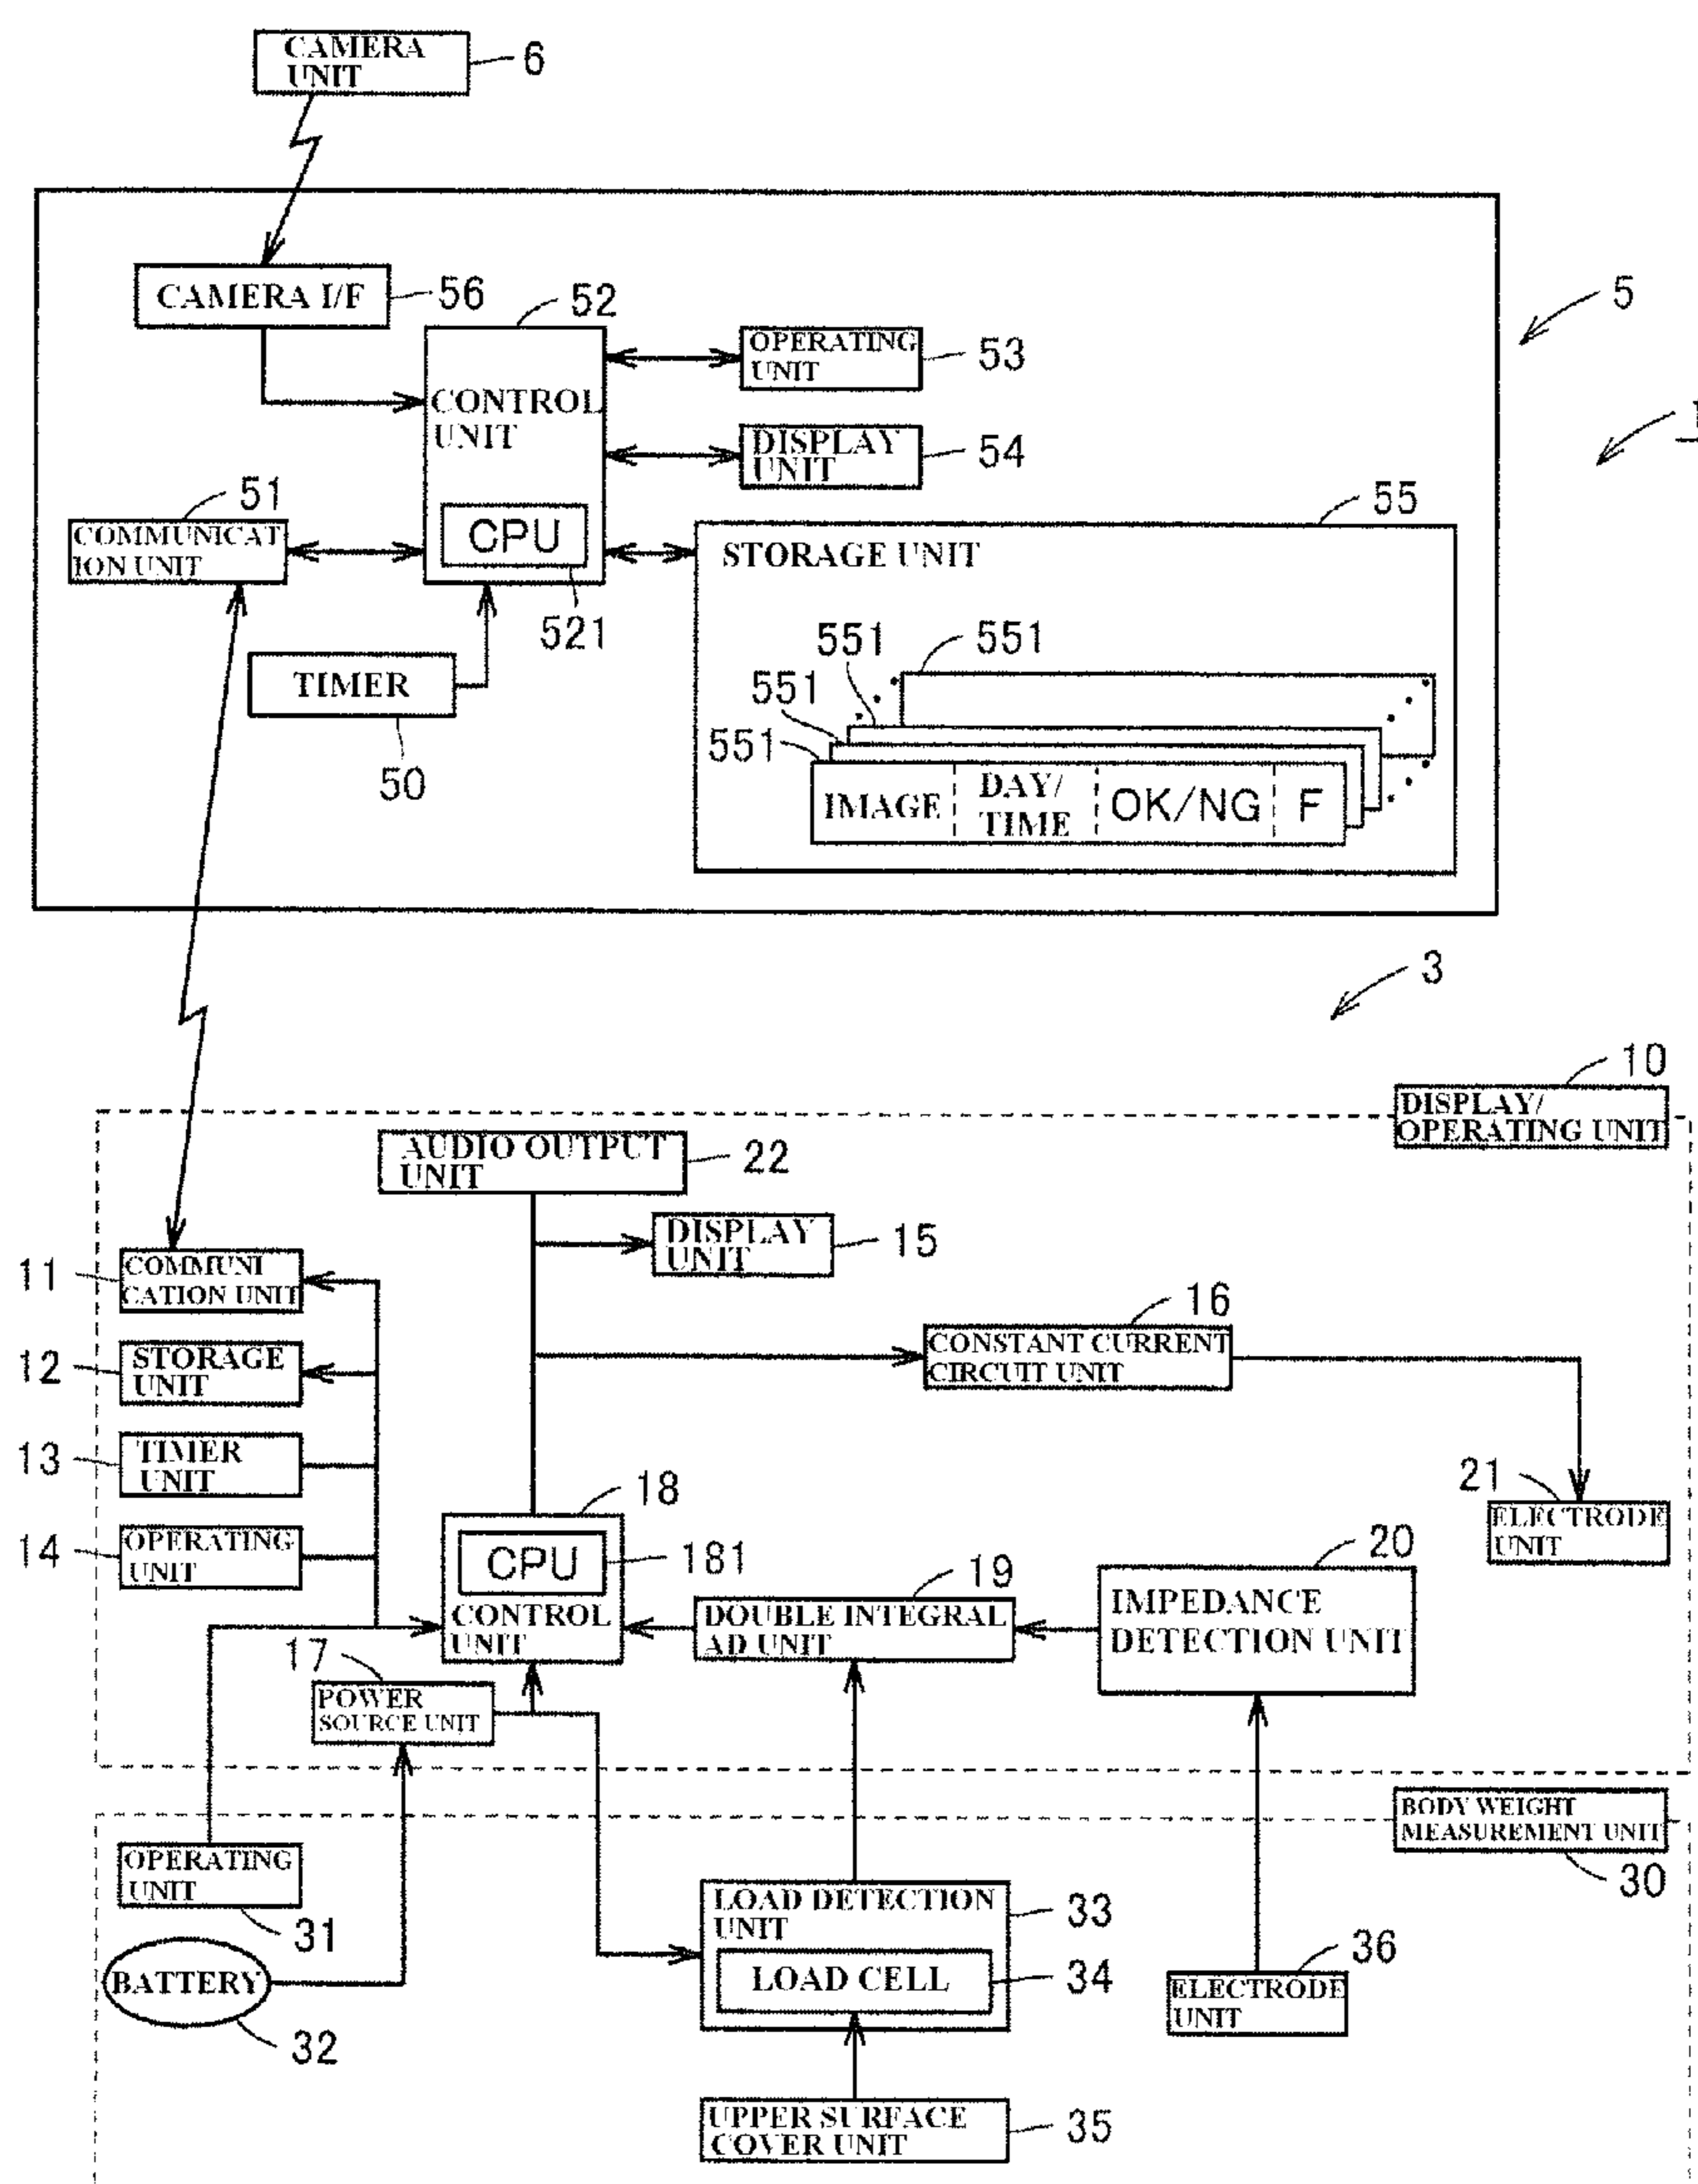 CAMERA
UNIT
6
CAMERA I/F
56
52
5
OPERATING
UNIT
53
CONTROL
UNIT
1
DISPLAY
UNIT
54
51
55
COMMUNICAT
ION UNIT
CPU
STORAGE UNIT
521
551
551
TIMER
551
551
50
IMAGE
DAY/
TIME
OK/NG
F
3
10
DISPLAY/
OPERATING UNIT
AUDIO OUTPUT
UNIT
22
DISPLAY
UNIT
15
11
COMMUNI
CATION UNIT
16
CONSTANT CURRENT
CIRCUIT UNIT
12
STORAGE
UNIT
13
TIMER
UNIT
21
ELECTRODE
UNIT
18
14
OPERATING
UNIT
CPU
181
20
19
CONTROL
UNIT
DOUBLE INTEGRAL
AD UNIT
IMPEDANCE
DETECTION UNIT
17
POWER
SOURCE UNIT
BODY WEIGHT
MEASUREMENT UNIT
30
OPERATING
UNIT
31
LOAD DETECTION
UNIT
33
36
BATTERY
LOAD CELL
34
ELECTRODE
UNIT
32
UPPER SURFACE
COVER UNIT
35